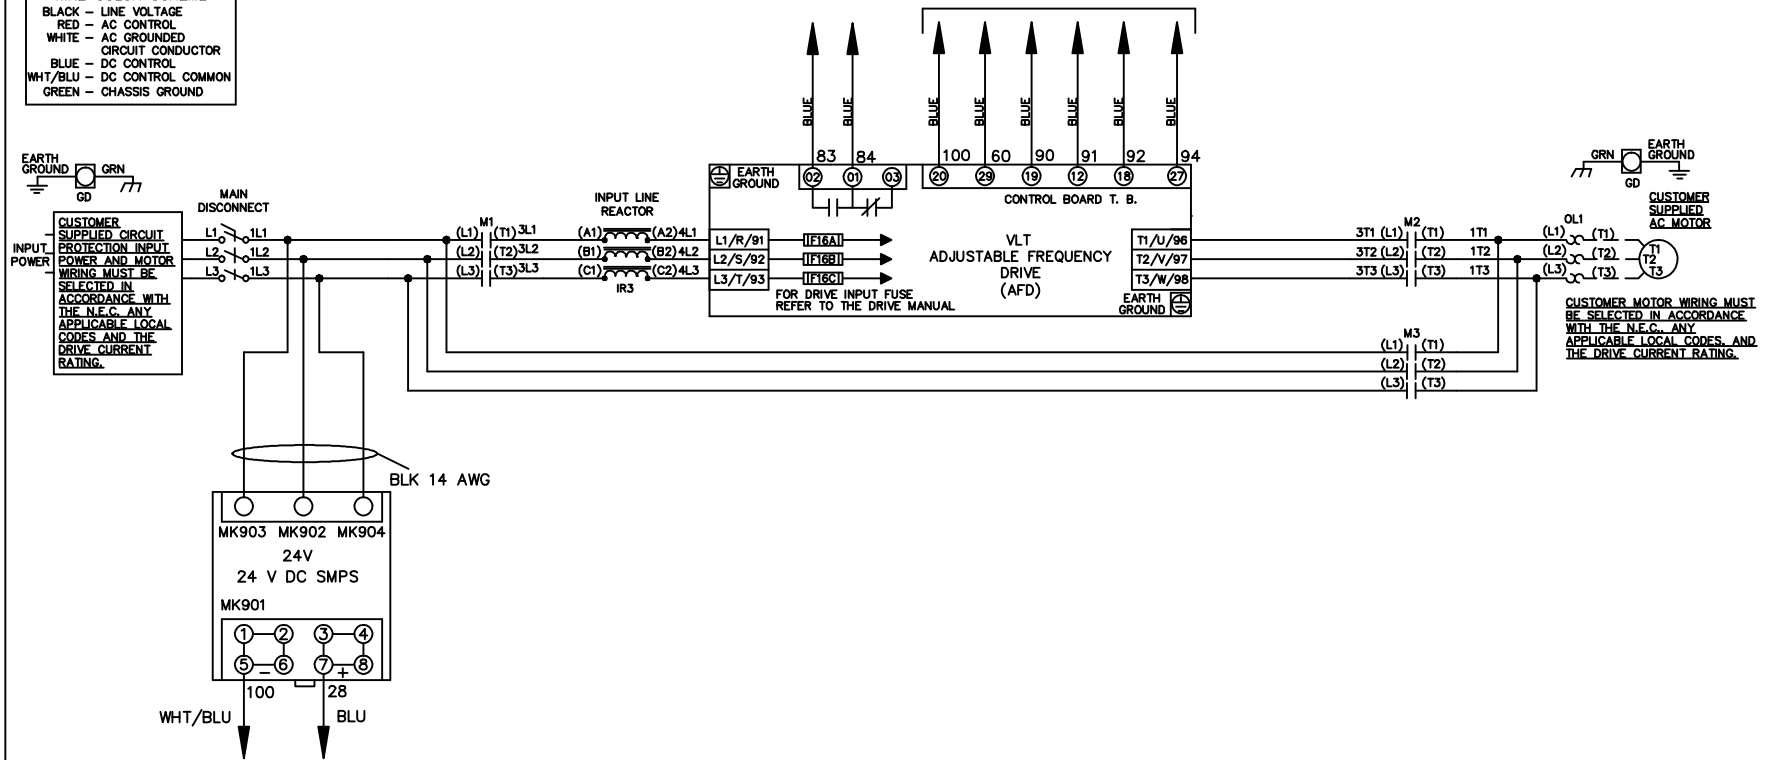 BLACK – LINE VOLTAGE
RED – AC CONTROL
WHITE – AC GROUNDED
CIRCUIT CONDUCTOR
BLUE – DC CONTROL
WHT/BLU – DC CONTROL COMMON
GREEN – CHASSIS GROUND
BLUE
BLUE
BLUE
BLUE
BLUE
BLUE
BLUE
BLUE
83
84
100
60
90
91
92
94
02
01
03
20
29
19
12
18
27
EARTH
GROUND
CONTROL BOARD T. B.
EARTH
GROUND
GRN
GD
GRN
EARTH
GROUND
GD
CUSTOMER
SUPPLIED
AC MOTOR
MAIN
DISCONNECT
INPUT LINE
REACTOR
INPUT
POWER
CUSTOMER
SUPPLIED CIRCUIT
PROTECTION INPUT
POWER AND MOTOR
WIRING MUST BE
SELECTED IN
ACCORDANCE WITH
THE N.E.C. ANY
APPLICABLE LOCAL
CODES AND THE
DRIVE CURRENT
RATING.
M1
M2
OL1
L1 1L1 (L1) (T1) 3L1 (A1) (A2) 4L1 L1/R/91 F16A
L2 1L2 (L2) (T2) 3L2 (B1) (B2) 4L2 L2/S/92 F16B
L3 1L3 (L3) (T3) 3L3 (C1) (C2) 4L3 L3/T/93 F16C
IR3
FOR DRIVE INPUT FUSE
REFER TO THE DRIVE MANUAL
VLT
ADJUSTABLE FREQUENCY
DRIVE
(AFD)
T1/U/96 3T1 (L1) (T1) 1T1 (L1) (T1) T1
T2/V/97 3T2 (L2) (T2) 1T2 (L2) (T2) T2
T3/W/98 3T3 (L3) (T3) 1T3 (L3) (T3) T3
EARTH
GROUND
CUSTOMER MOTOR WIRING MUST
BE SELECTED IN ACCORDANCE
WITH THE N.E.C., ANY
APPLICABLE LOCAL CODES, AND
THE DRIVE CURRENT RATING.
M3
(L1) (T1)
(L2) (T2)
(L3) (T3)
BLK 14 AWG
MK903 MK902 MK904
24V
24 V DC SMPS
MK901
1 2 3 4
5 – 6 7 + 8
100 28
WHT/BLU BLU